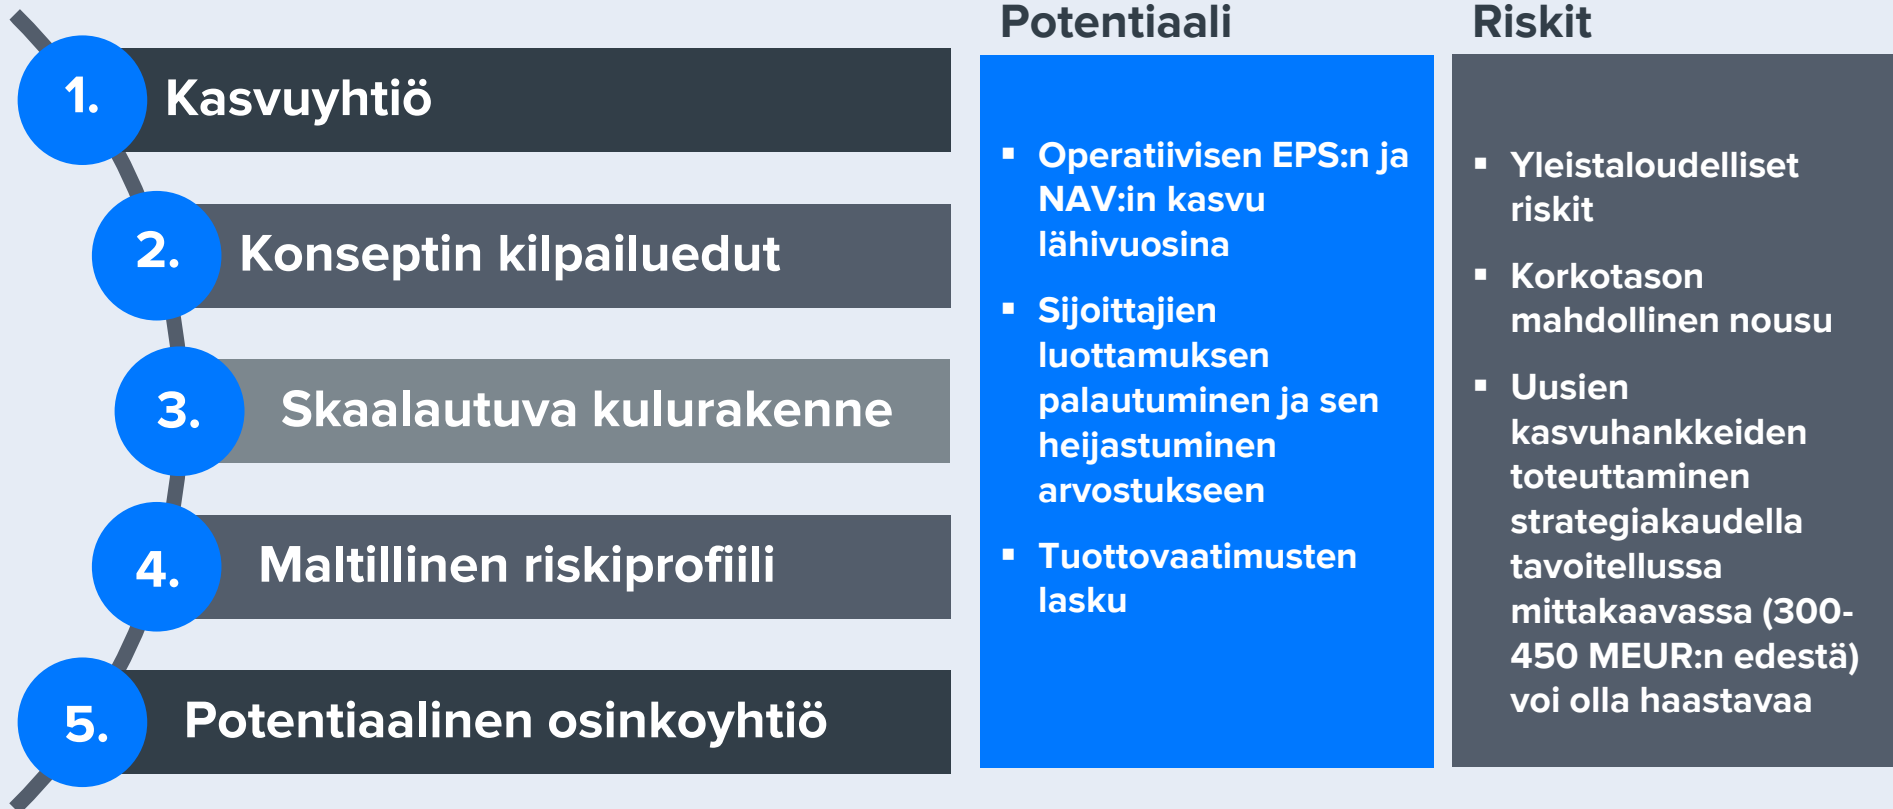 1. Kasvuyhtiö
2. Konseptin kilpailuedut
3. Skaalautuva kulurakenne
4. Maltillinen riskiprofiili
5. Potentiaalinen osinkoyhtiö
Potentiaali
▪ Operatiivisen EPS:n ja
NAV:in kasvu
lähivuosina
▪ Sijoittajien
luottamuksen
palautuminen ja sen
heijastuminen
arvostukseen
▪ Tuottovaatimusten
lasku
Riskit
▪ Yleistaloudelliset
riskit
▪ Korkotason
mahdollinen nousu
▪ Uusien
kasvuhankkeiden
toteuttaminen
strategiakaudella
tavoitellussa
mittakaavassa (300-
450 MEUR:n edestä)
voi olla haastavaa